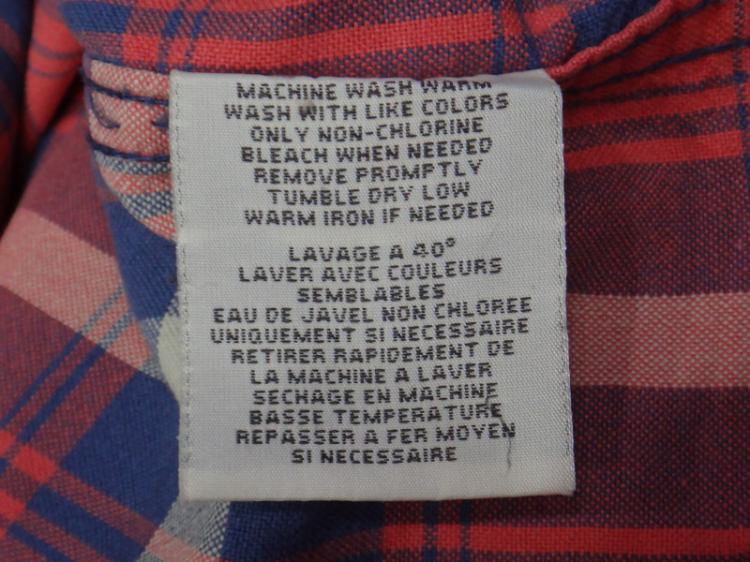 MACHINE WASH WARM
WASH WITH LIKE COLORS
ONLY NON-CHLORINE
BLEACH WHEN NEEDED
REMOVE PROMPTLY
TUMBLE DRY LOW
WARM IRON IF NEEDED
LAVAGE A 40°
LAVER AVEC COULEURS
SEMBLABLES
EAU DE JAVEL NON CHLOREE
UNIQUEMENT SI NECESSAIRE
RETIRER RAPIDEMENT DE
LA MACHINE A LAVER
SECHAGE EN MACHINE
BASSE TEMPERATURE
REPASSER A FER MOYEN
SI NECESSAIRE